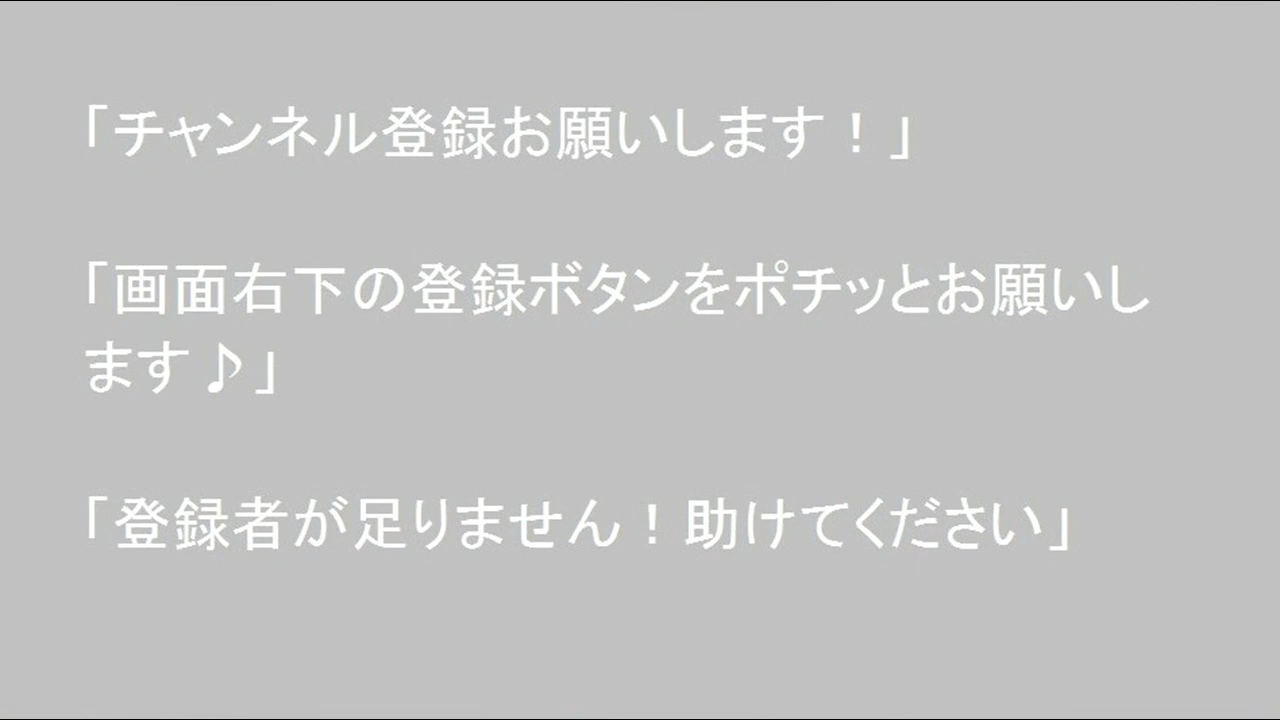 「チャンネル登録お願いします！」
「画面右下の登録ボタンをポチッとお願いし
ます♪」
「登録者が足りません！助けてください」